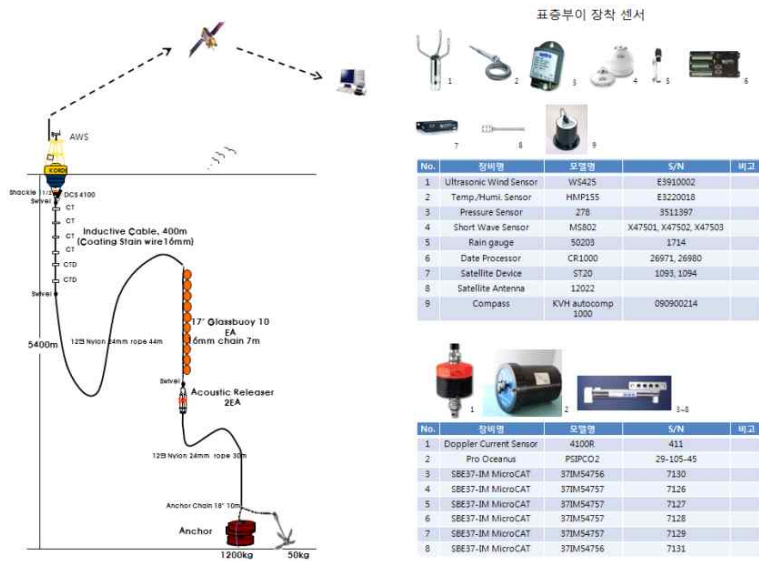 AWS
KORDI
Shackle 11/
DCS 4100
Swivel
CT
CT
CT
CT
CTD
CTD
Swivel
Inductive Cable, 400m
(Coating Stain wire16mm)
5400m
12타 Nylon 24mm rope 44m
17' Glassbuoy 10
EA
16mm chain 7m
Swivel
Acoustic Releaser
2EA
12타 Nylon 24mm rope 30m
Anchor Chain 18" 10m
Anchor
1200kg
50kg
표층부이 장착 센서
1 2 3 4 5 6
7 8 9
No. 장비명 모델명 S/N 비고
1 Ultrasonic Wind Sensor WS425 E3910002
2 Temp./Humi. Sensor HMP155 E3220018
3 Pressure Sensor 278 3511397
4 Short Wave Sensor MS802 X47501, X47502, X47503
5 Rain gauge 50203 1714
6 Date Processor CR1000 26971, 26980
7 Satellite Device ST20 1093, 1094
8 Satellite Antenna 12022
9 Compass KVH autocomp 090900214
1000
1 2 3~8
No. 장비명 모델명 S/N 비고
1 Doppler Current Sensor 4100R 411
2 Pro Oceanus PSIPCO2 29-105-45
3 SBE37-IM MicroCAT 37IM54756 7130
4 SBE37-IM MicroCAT 37IM54757 7126
5 SBE37-IM MicroCAT 37IM54757 7127
6 SBE37-IM MicroCAT 37IM54757 7128
7 SBE37-IM MicroCAT 37IM54757 7129
8 SBE37-IM MicroCAT 37IM54756 7131